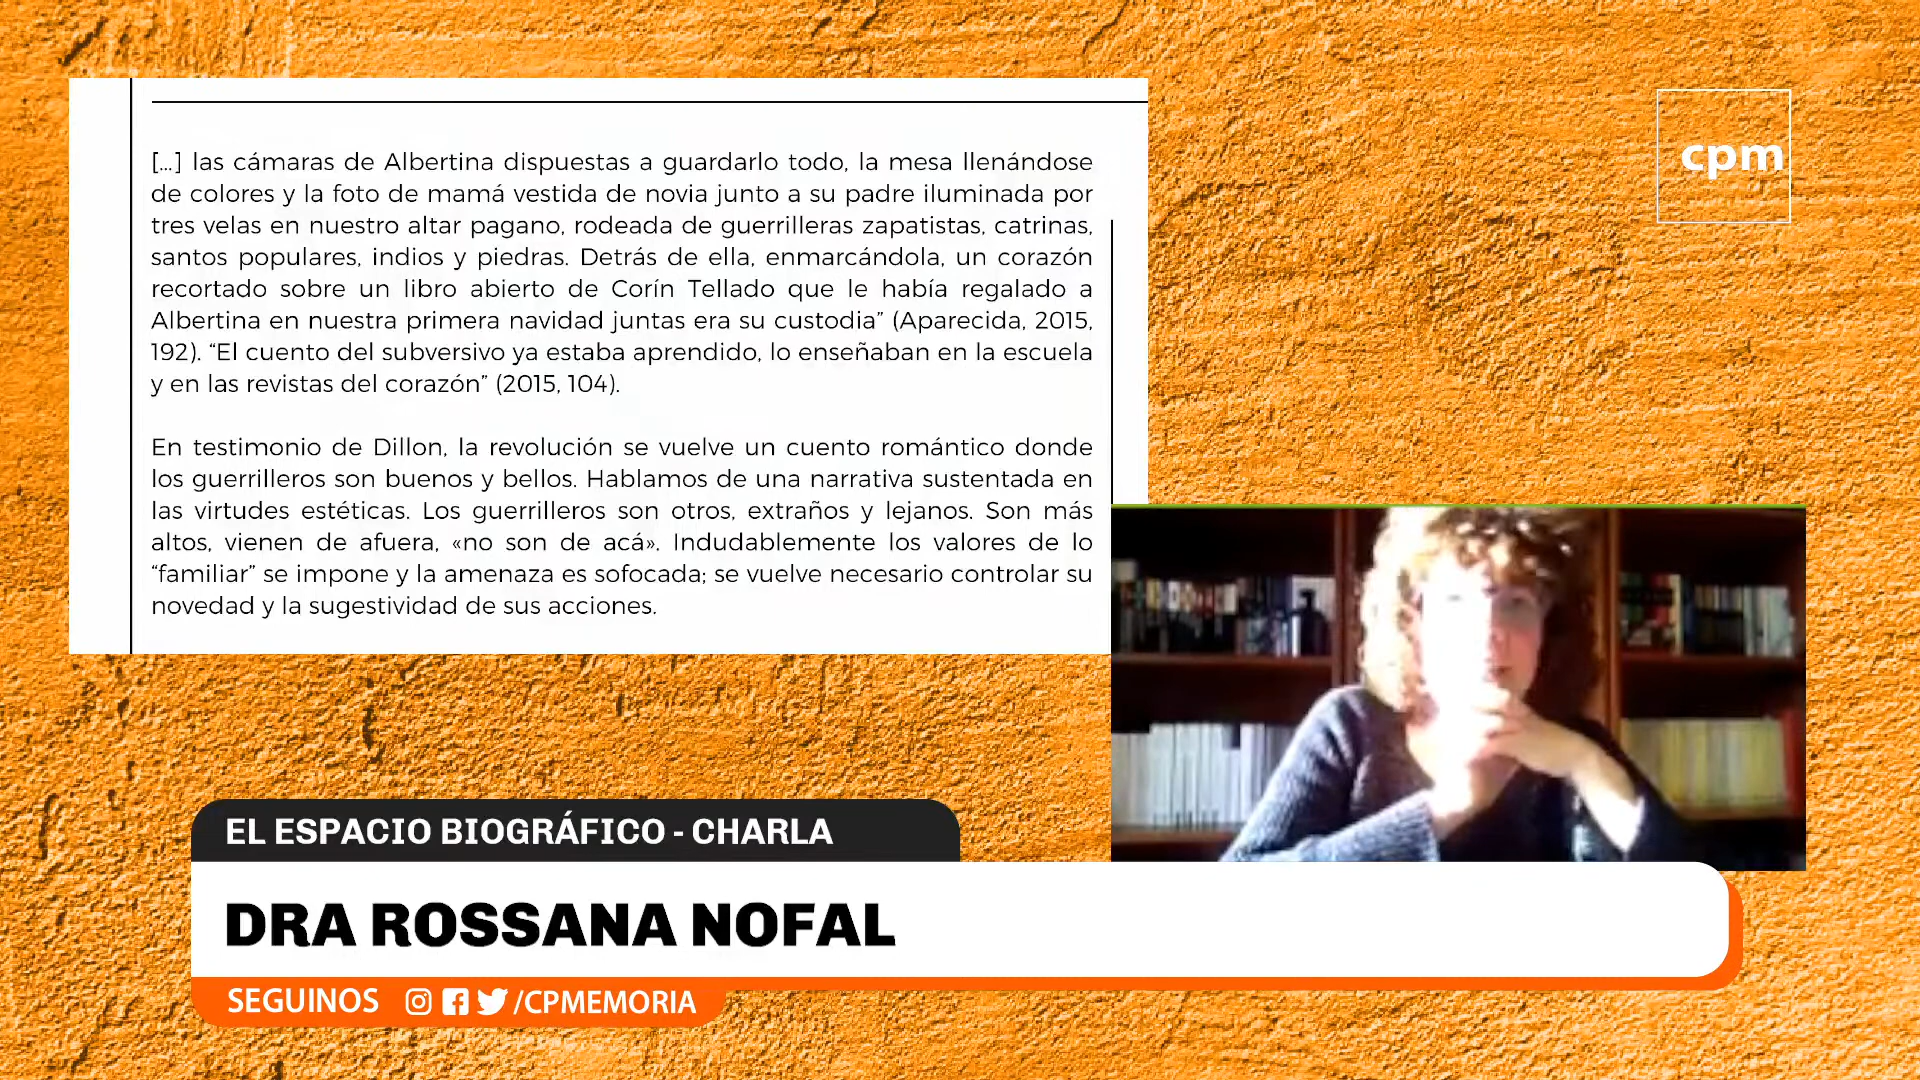 [...] las cámaras de Albertina dispuestas a guardarlo todo, la mesa llenándose
de colores y la foto de mamá vestida de novia junto a su padre iluminada por
tres velas en nuestro altar pagano, rodeada de guerrilleras zapatistas, catrinas,
santos populares, indios y piedras. Detrás de ella, enmarcándola, un corazón
recortado sobre un libro abierto de Corín Tellado que le había regalado a
Albertina en nuestra primera navidad juntas era su custodia” (Aparecida, 2015,
192). “El cuento del subversivo ya estaba aprendido, lo enseñaban en la escuela
y en las revistas del corazón” (2015, 104).
En testimonio de Dillon, la revolución se vuelve un cuento romántico donde
los guerrilleros son buenos y bellos. Hablamos de una narrativa sustentada en
las virtudes estéticas. Los guerrilleros son otros, extraños y lejanos. Son más
altos, vienen de afuera, «no son de acá». Indudablemente los valores de lo
“familiar” se impone y la amenaza es sofocada; se vuelve necesario controlar su
novedad y la sugestividad de sus acciones.
cpm
EL ESPACIO BIOGRÁFICO - CHARLA
DRA ROSSANA NOFAL
SEGUINOS /CPMEMORIA